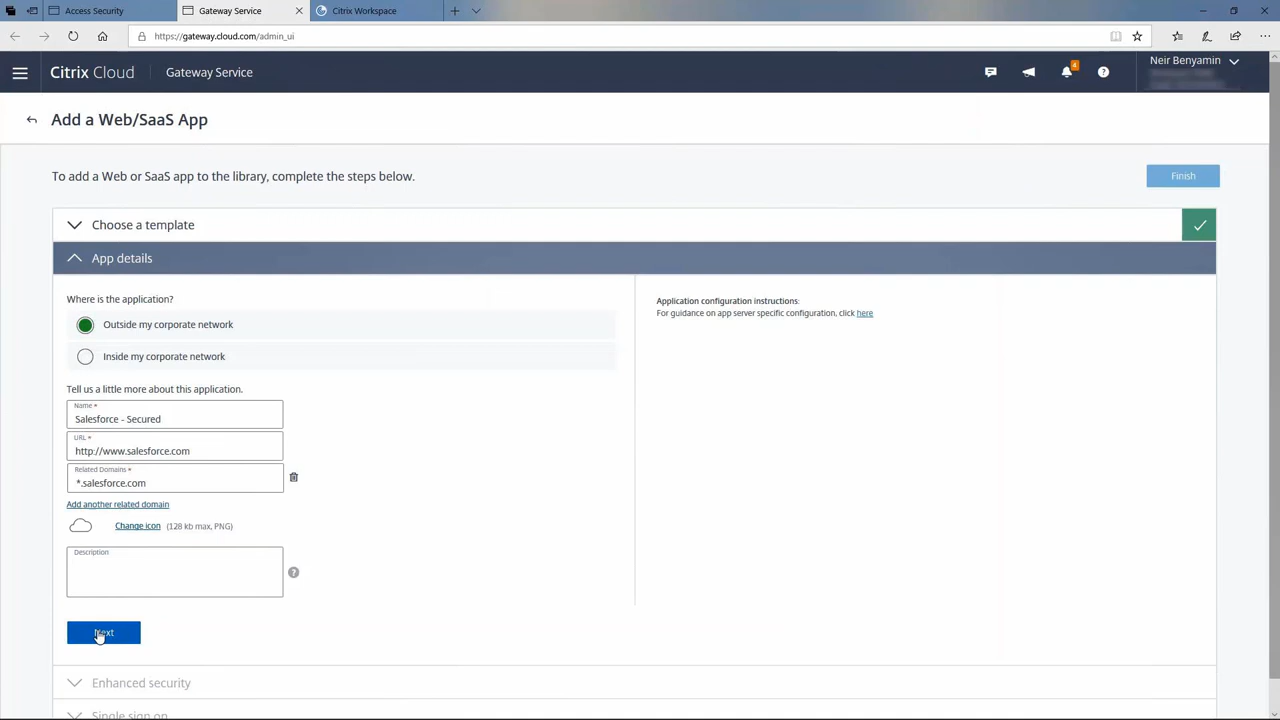 Access Security
Gateway Service
Citrix Workspace
https://gateway.cloud.com/admin_ui
Citrix Cloud
Gateway Service
4
Neir Benyamin
Add a Web/SaaS App
To add a Web or SaaS app to the library, complete the steps below.
Finish
Choose a template
App details
Where is the application?
Outside my corporate network
Inside my corporate network
Tell us a little more about this application.
Name *
Salesforce - Secured
URL *
http://www.salesforce.com
Related Domains *
*.salesforce.com
Add another related domain
Change icon (128 kb max, PNG)
Description
Next
Application configuration instructions:
For guidance on app server specific configuration, click here
Enhanced security
Single sign on